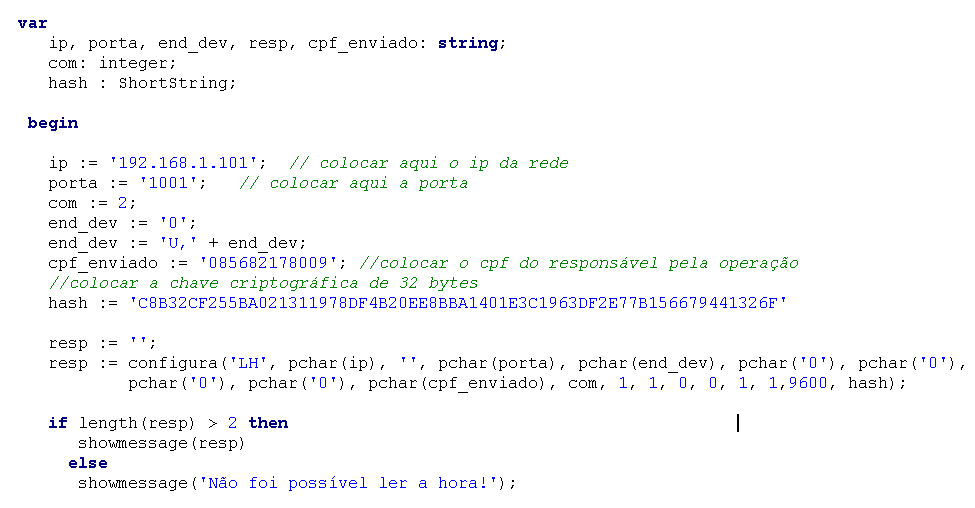 var
ip, porta, end_dev, resp, cpf_enviado: string;
com: integer;
hash : ShortString;
begin
ip := '192.168.1.101'; // colocar aqui o ip da rede
porta := '1001'; // colocar aqui a porta
com := 2;
end_dev := '0';
end_dev := 'U,' + end_dev;
cpf_enviado := '085682178009'; //colocar o cpf do responsável pela operação
//colocar a chave criptográfica de 32 bytes
hash := 'C8B32CF255BA021311978DF4B20EE8BBA1401E3C1963DF2E77B156679441326F'
resp := '';
resp := configura('LH', pchar(ip), '', pchar(porta), pchar(end_dev), pchar('0'), pchar('0'),
pchar('0'), pchar('0'), pchar(cpf_enviado), com, 1, 1, 0, 0, 1, 1,9600, hash);
if length(resp) > 2 then
showmessage(resp)
else
showmessage('Não foi possível ler a hora!');